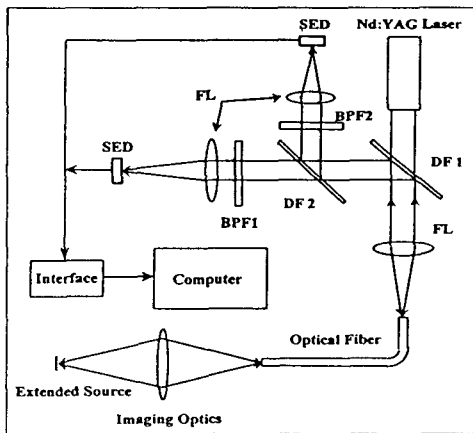 SED
Nd:YAG Laser
FL
BPF2
SED
DF 1
DF 2
BPF1
FL
Interface
Computer
Optical Fiber
Extended Source
Imaging Optics